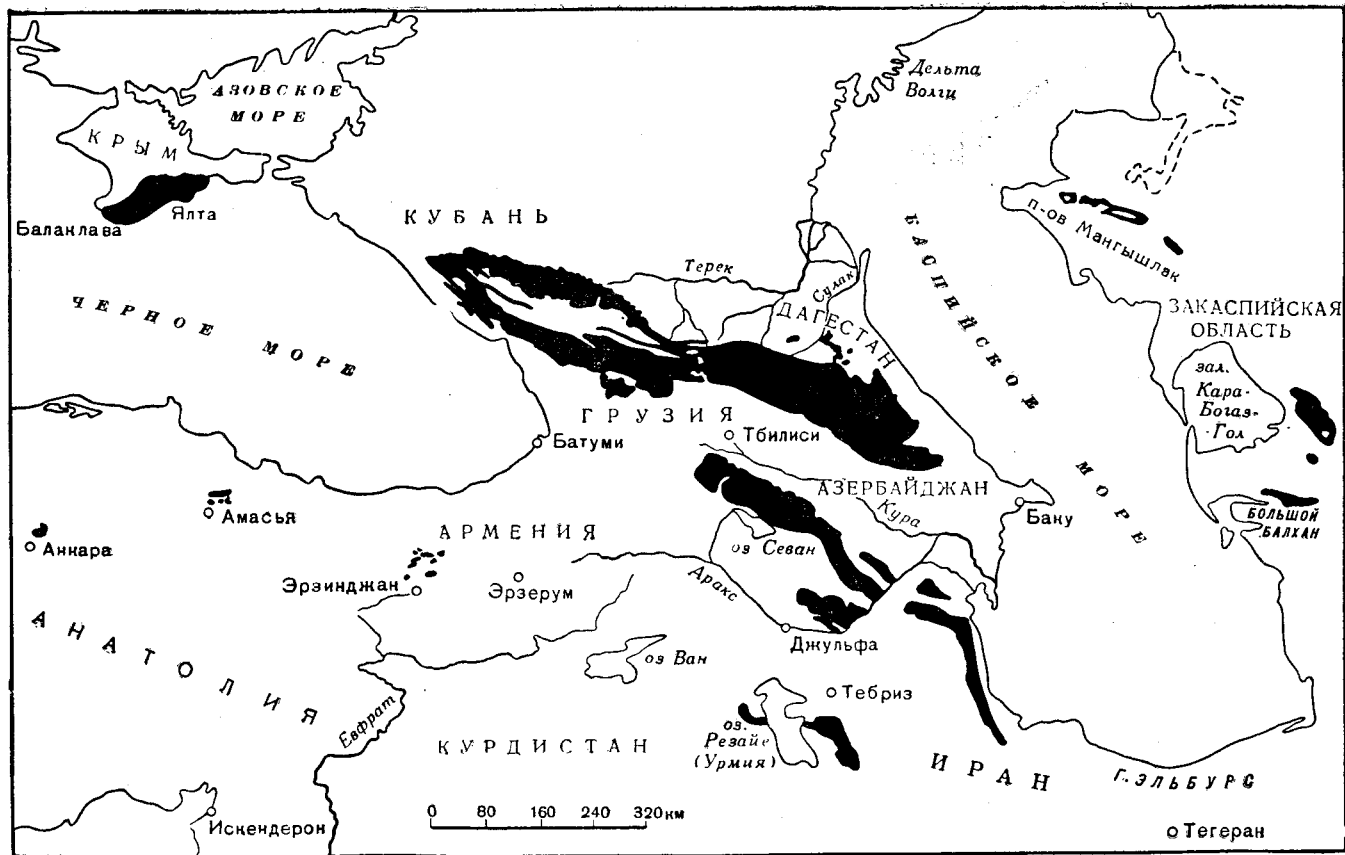 АЗОВСКОЕ
МОРЕ
КРЫМ
Ялта
Балаклава
ЧЕРНОЕ МОРЕ
КУБАНЬ
Терек
Сулак
ДАГЕСТАН
Дельта
Волги
КАСПИЙСКОЕ МОРЕ
п-ов Мангышлак
ЗАКАСПИЙСКАЯ
ОБЛАСТЬ
зал.
Кара-
Богаз-
-Гол
БОЛЬШОЙ
БАЛХАН
ГРУЗИЯ
Тбилиси
Батуми
АЗЕРБАЙДЖАН
Кура
Баку
Амасья
Анкара
АРМЕНИЯ
оз Севан
Эрзинджан
Эрзерум
Аракс
Джульфа
АНАТОЛИЯ
оз Ван
Тебриз
Евфрат
КУРДИСТАН
оз.
Резайе
(Урмия)
ИРАН
Г. ЭЛЬБУРС
0 80 160 240 320 км
Искендерон
Тегеран